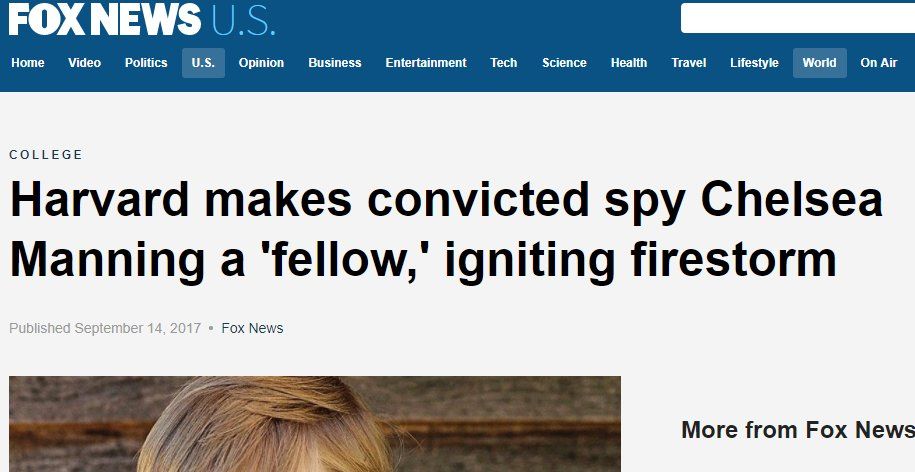 FOX NEWS U.S.
Home Video Politics U.S. Opinion Business Entertainment Tech Science Health Travel Lifestyle World On Air
COLLEGE
Harvard makes convicted spy Chelsea
Manning a 'fellow,' igniting firestorm
Published September 14, 2017 • Fox News
More from Fox News